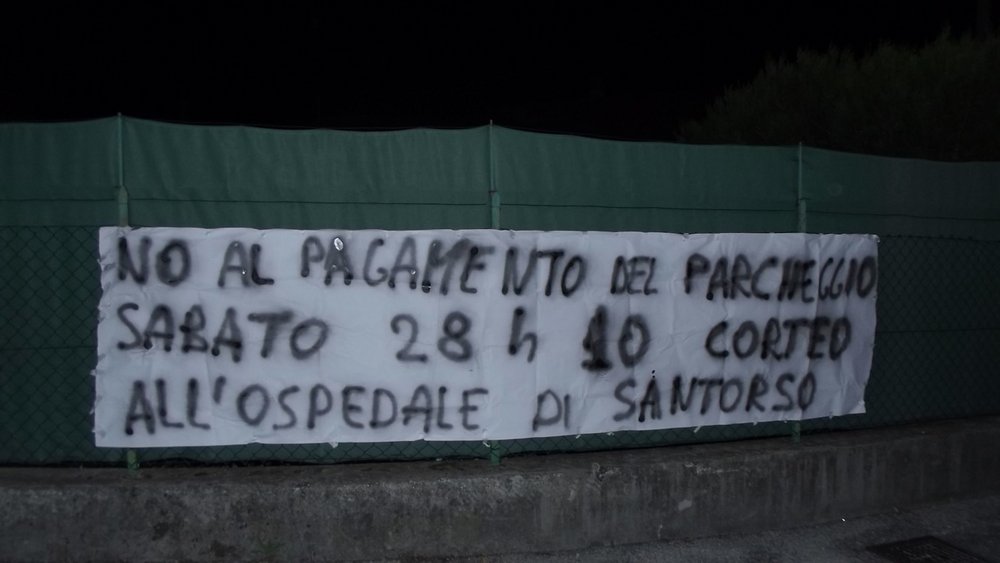 NO AL PAGAMENTO DEL PARCHEGGIO
SABATO 28 h 10 CORTEO
ALL'OSPEDALE DI SANTORSO